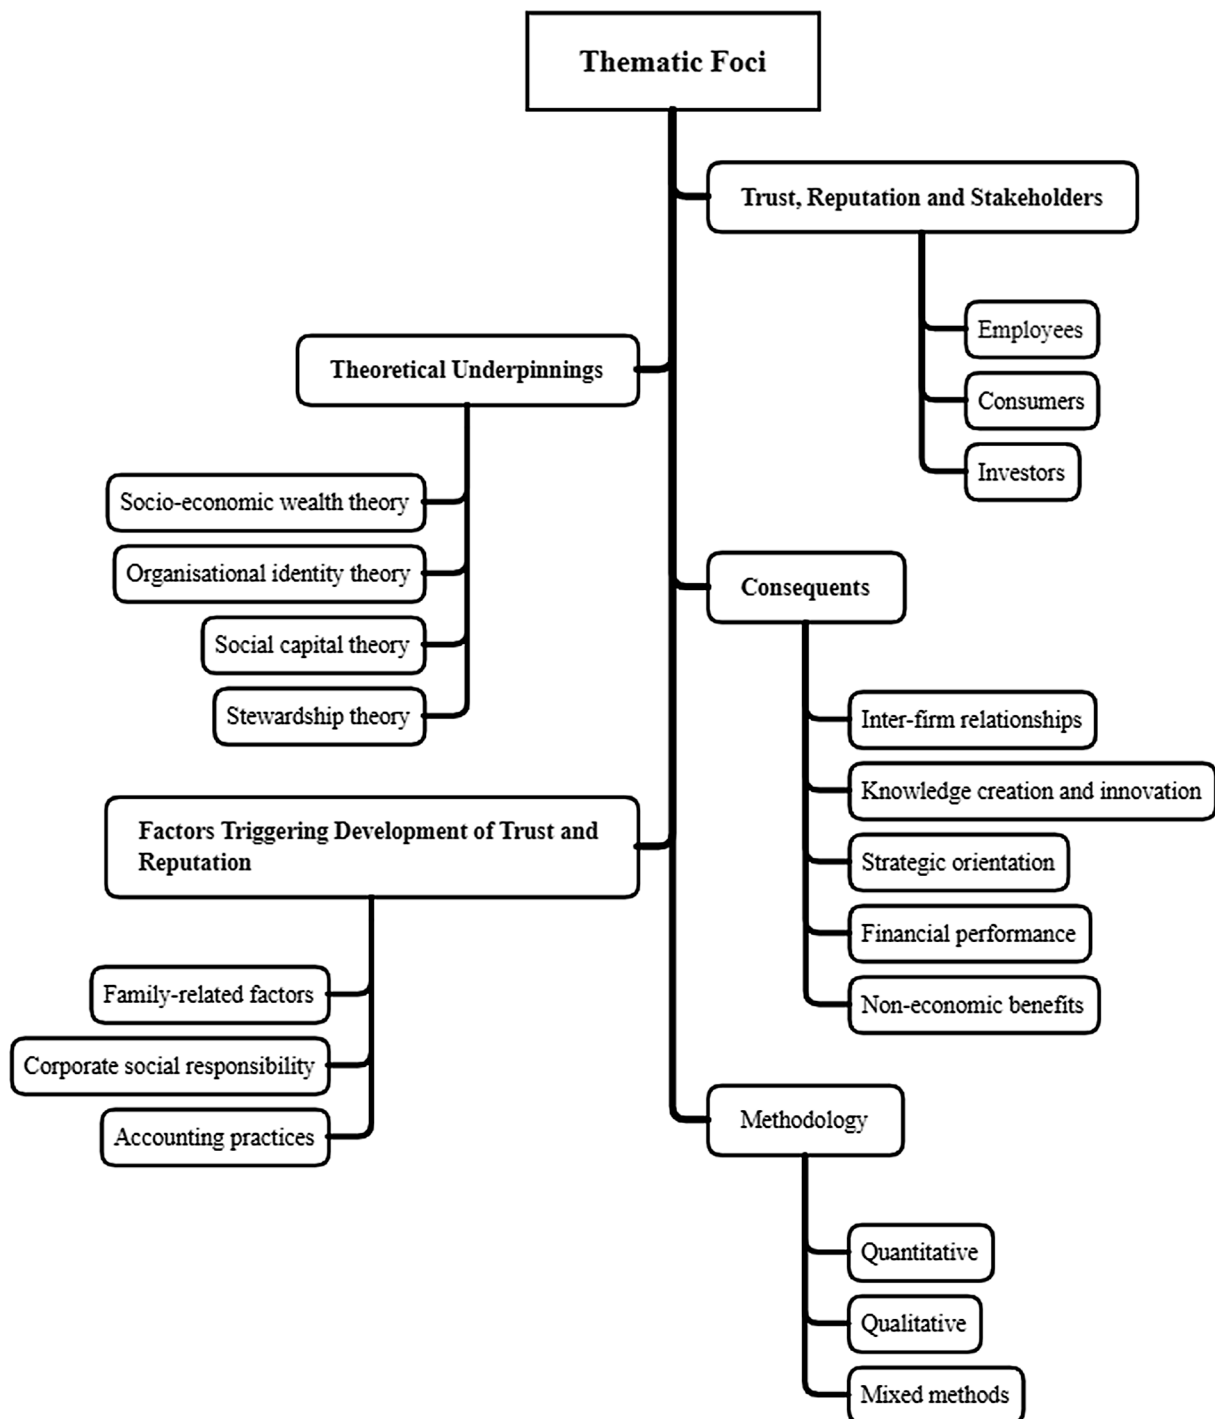 Thematic Foci
Trust, Reputation and Stakeholders
Employees
Consumers
Investors
Theoretical Underpinnings
Socio-economic wealth theory
Organisational identity theory
Social capital theory
Stewardship theory
Consequents
Inter-firm relationships
Knowledge creation and innovation
Strategic orientation
Financial performance
Non-economic benefits
Factors Triggering Development of Trust and
Reputation
Family-related factors
Corporate social responsibility
Accounting practices
Methodology
Quantitative
Qualitative
Mixed methods